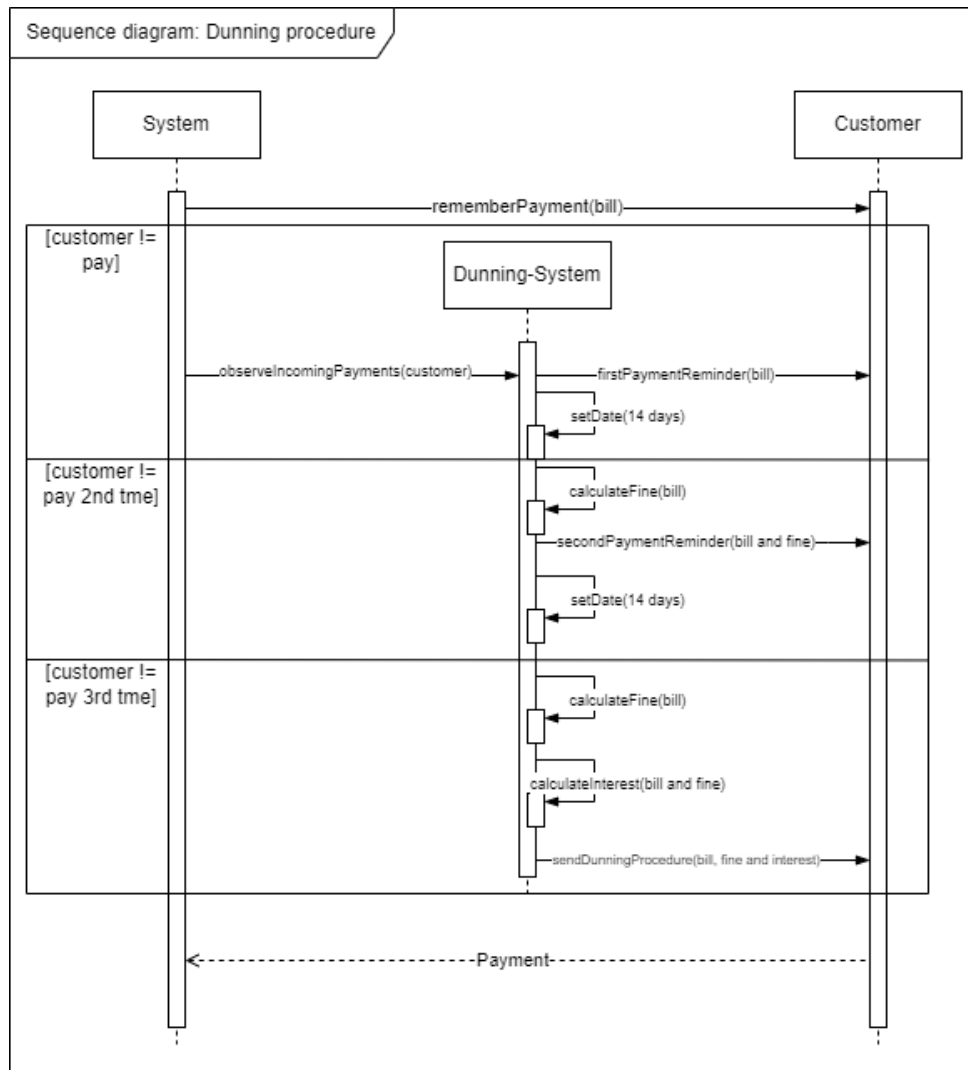 Sequence diagram: Dunning procedure
System
Customer
rememberPayment(bill)
[customer !=
pay]
Dunning-System
observeIncomingPayments(customer)
firstPaymentReminder(bill)
setDate(14 days)
[customer !=
pay 2nd tme]
calculateFine(bill)
secondPaymentReminder(bill and fine)
setDate(14 days)
[customer !=
pay 3rd tme]
calculateFine(bill)
calculateInterest(bill and fine)
sendDunningProcedure(bill, fine and interest)
Payment